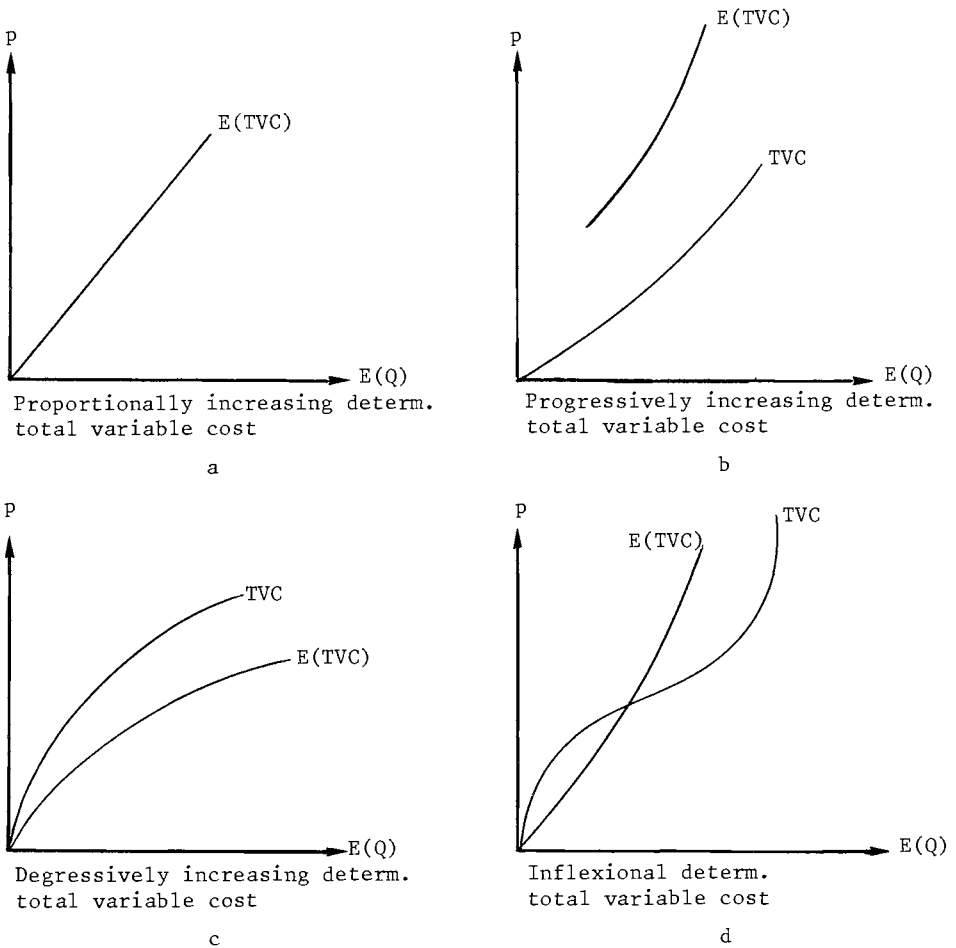 p
E(TVC)
E(Q)
Proportionally increasing determ.
total variable cost
a
p
E(TVC)
TVC
E(Q)
Progressively increasing determ.
total variable cost
b
p
TVC
E(TVC)
E(Q)
Degressively increasing determ.
total variable cost
c
p
TVC
E(TVC)
E(Q)
Inflexional determ.
total variable cost
d